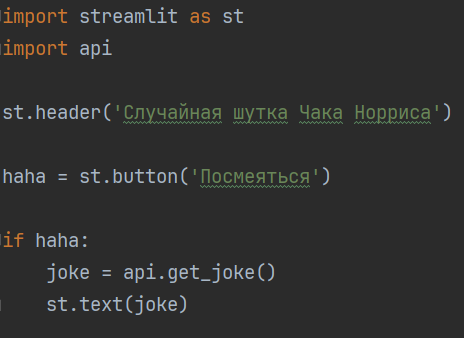 import streamlit as st
import api
st.header('Случайная шутка Чака Норриса')
haha = st.button('Посмеяться')
if haha:
    joke = api.get_joke()
    st.text(joke)